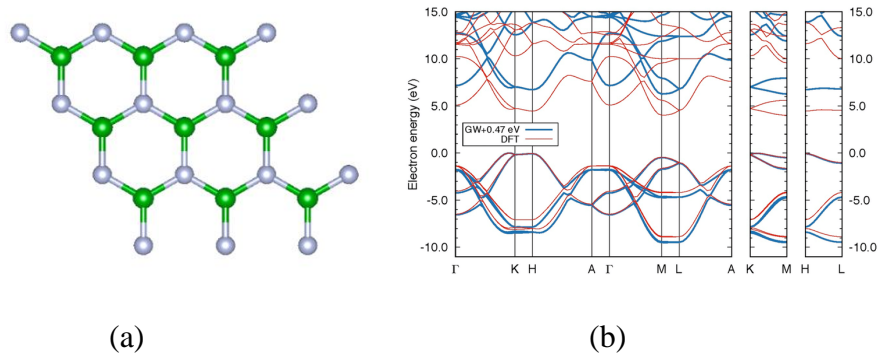 (a)
(b)
Electron energy (eV)
15.0
10.0
5.0
0.0
-5.0
-10.0
GW+0.47 eV
DFT
Γ K H A Γ M L A K M H L
15.0
10.0
5.0
0.0
-5.0
-10.0
(a)
(b)